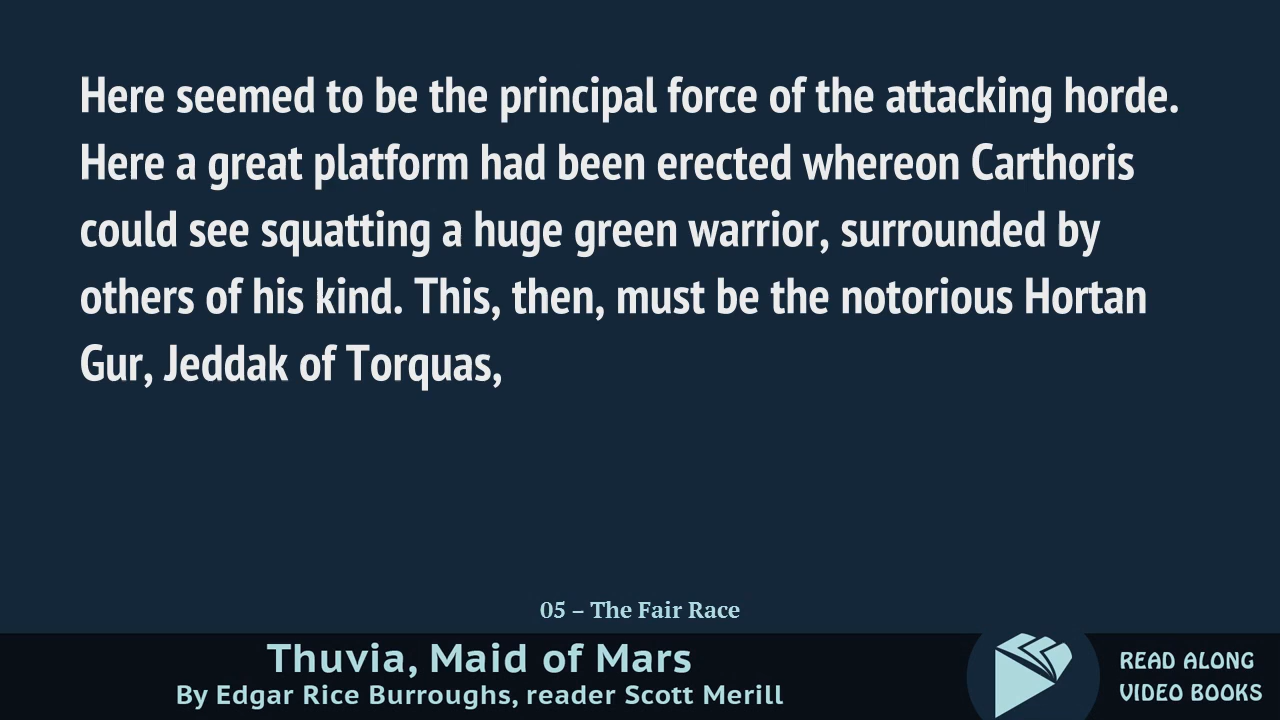 Here seemed to be the principal force of the attacking horde.
Here a great platform had been erected whereon Carthoris
could see squatting a huge green warrior, surrounded by
others of his kind. This, then, must be the notorious Hortan
Gur, Jeddak of Torquas,
05 – The Fair Race
Thuvia, Maid of Mars
By Edgar Rice Burroughs, reader Scott Merill
READ ALONG
VIDEO BOOKS